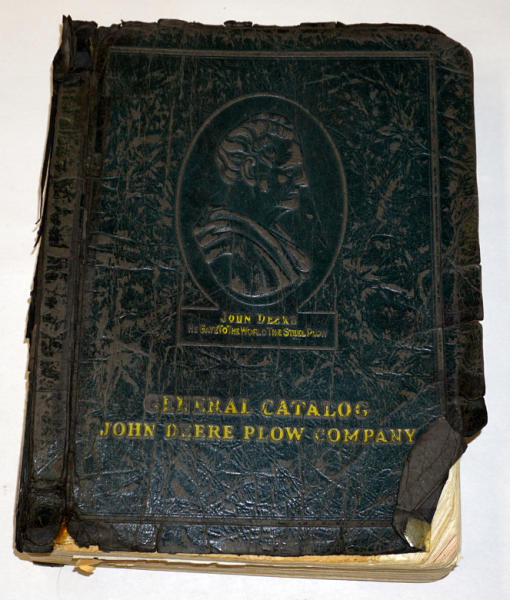 JOHN DEERE
HE GAVE TO THE WORLD THE STEEL PLOW
GENERAL CATALOG
JOHN DEERE PLOW COMPANY